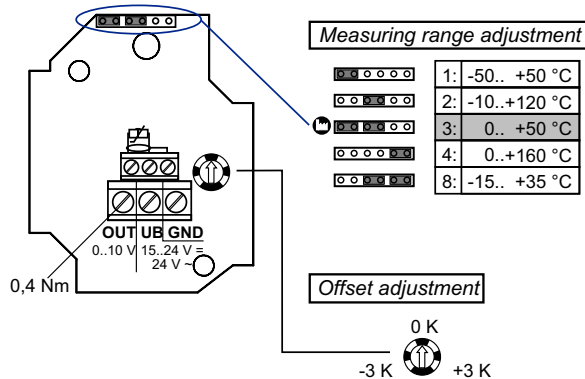 Measuring range adjustment
1: -50.. +50 °C
2: -10..+120 °C
3: 0.. +50 °C
4: 0..+160 °C
8: -15.. +35 °C
OUT UB GND
0..10 V 15..24 V =
24 V ~
0,4 Nm
Offset adjustment
0 K
-3 K +3 K